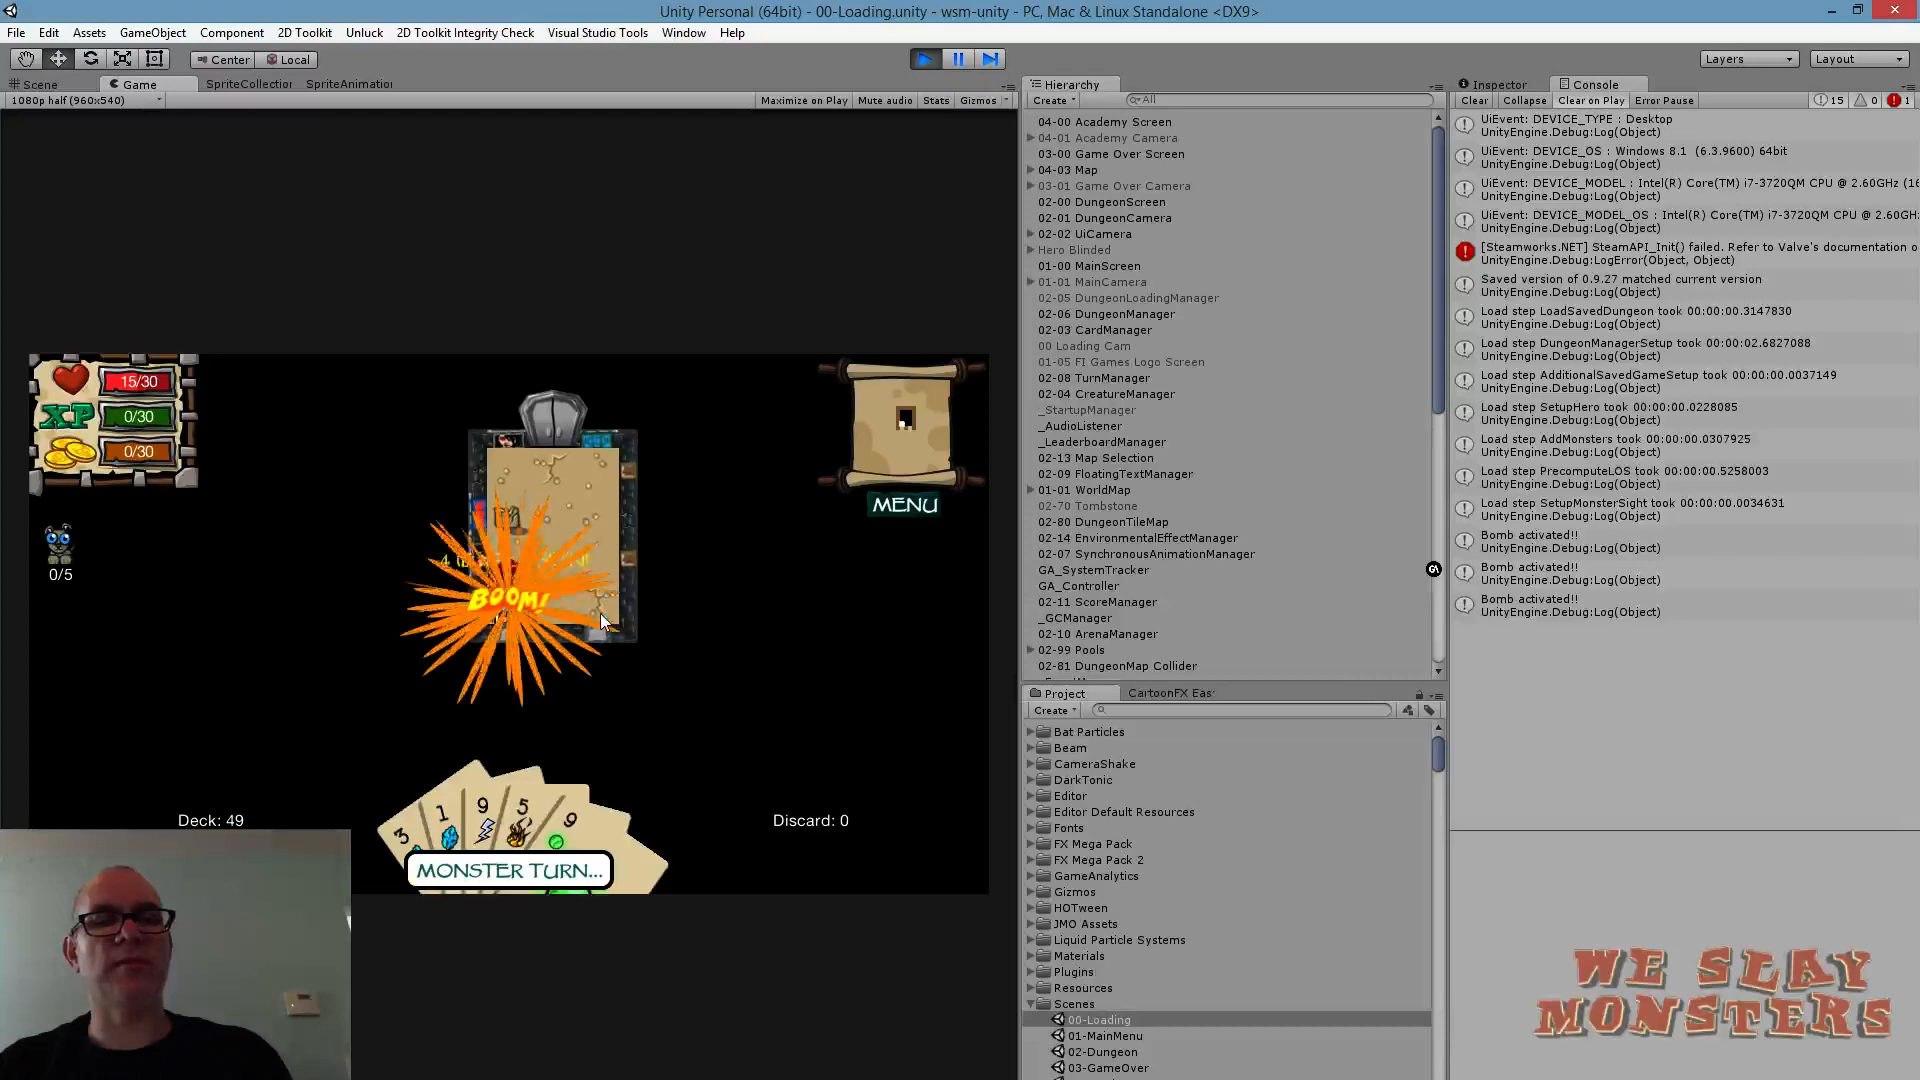 Unity Personal (64bit) - 00-Loading.unity - wsm-unity - PC, Mac & Linux Standalone <DX9>
File Edit Assets GameObject Component 2D Toolkit Unluck 2D Toolkit Integrity Check Visual Studio Tools Window Help
Center Local
Layers Layout
Scene Game SpriteCollection SpriteAnimation
1080p half (960x540) Maximize on Play Mute audio Stats Gizmos
15/30
XP 0/30
0/30
MENU
0/5
BOOM!
Deck: 49
Discard: 0
3 1 9 5 9
MONSTER TURN...
Hierarchy
Create All
04-00 Academy Screen
04-01 Academy Camera
03-00 Game Over Screen
04-03 Map
03-01 Game Over Camera
02-00 DungeonScreen
02-01 DungeonCamera
02-02 UiCamera
Hero Blinded
01-00 MainScreen
01-01 MainCamera
02-05 DungeonLoadingManager
02-06 DungeonManager
02-03 CardManager
00 Loading Cam
01-05 FI Games Logo Screen
02-08 TurnManager
02-04 CreatureManager
_StartupManager
_AudioListener
_LeaderboardManager
02-13 Map Selection
02-09 FloatingTextManager
01-01 WorldMap
02-70 Tombstone
02-80 DungeonTileMap
02-14 EnvironmentalEffectManager
02-07 SynchronousAnimationManager
GA_SystemTracker
GA_Controller
02-11 ScoreManager
_GCManager
02-10 ArenaManager
02-99 Pools
02-81 DungeonMap Collider
Project CartoonFX Eas
Create
Bat Particles
Beam
CameraShake
DarkTonic
Editor
Editor Default Resources
Fonts
FX Mega Pack
FX Mega Pack 2
GameAnalytics
Gizmos
HOTween
JMO Assets
Liquid Particle Systems
Materials
Plugins
Resources
Scenes
00-Loading
01-MainMenu
02-Dungeon
03-GameOver
Inspector Console
Clear Collapse Clear on Play Error Pause 15 0 1
UiEvent: DEVICE_TYPE : Desktop
UnityEngine.Debug:Log(Object)
UiEvent: DEVICE_OS : Windows 8.1 (6.3.9600) 64bit
UnityEngine.Debug:Log(Object)
UiEvent: DEVICE_MODEL : Intel(R) Core(TM) i7-3720QM CPU @ 2.60GHz (16
UnityEngine.Debug:Log(Object)
UiEvent: DEVICE_MODEL_OS : Intel(R) Core(TM) i7-3720QM CPU @ 2.60GH
UnityEngine.Debug:Log(Object)
[Steamworks.NET] SteamAPI_Init() failed. Refer to Valve's documentation o
UnityEngine.Debug:LogError(Object, Object)
Saved version of 0.9.27 matched current version
UnityEngine.Debug:Log(Object)
Load step LoadSavedDungeon took 00:00:00.3147830
UnityEngine.Debug:Log(Object)
Load step DungeonManagerSetup took 00:00:02.6827088
UnityEngine.Debug:Log(Object)
Load step AdditionalSavedGameSetup took 00:00:00.0037149
UnityEngine.Debug:Log(Object)
Load step SetupHero took 00:00:00.0228085
UnityEngine.Debug:Log(Object)
Load step AddMonsters took 00:00:00.0307925
UnityEngine.Debug:Log(Object)
Load step PrecomputeLOS took 00:00:00.5258003
UnityEngine.Debug:Log(Object)
Load step SetupMonsterSight took 00:00:00.0034631
UnityEngine.Debug:Log(Object)
Bomb activated!!
UnityEngine.Debug:Log(Object)
Bomb activated!!
UnityEngine.Debug:Log(Object)
Bomb activated!!
UnityEngine.Debug:Log(Object)
WE SLAY
MONSTERS